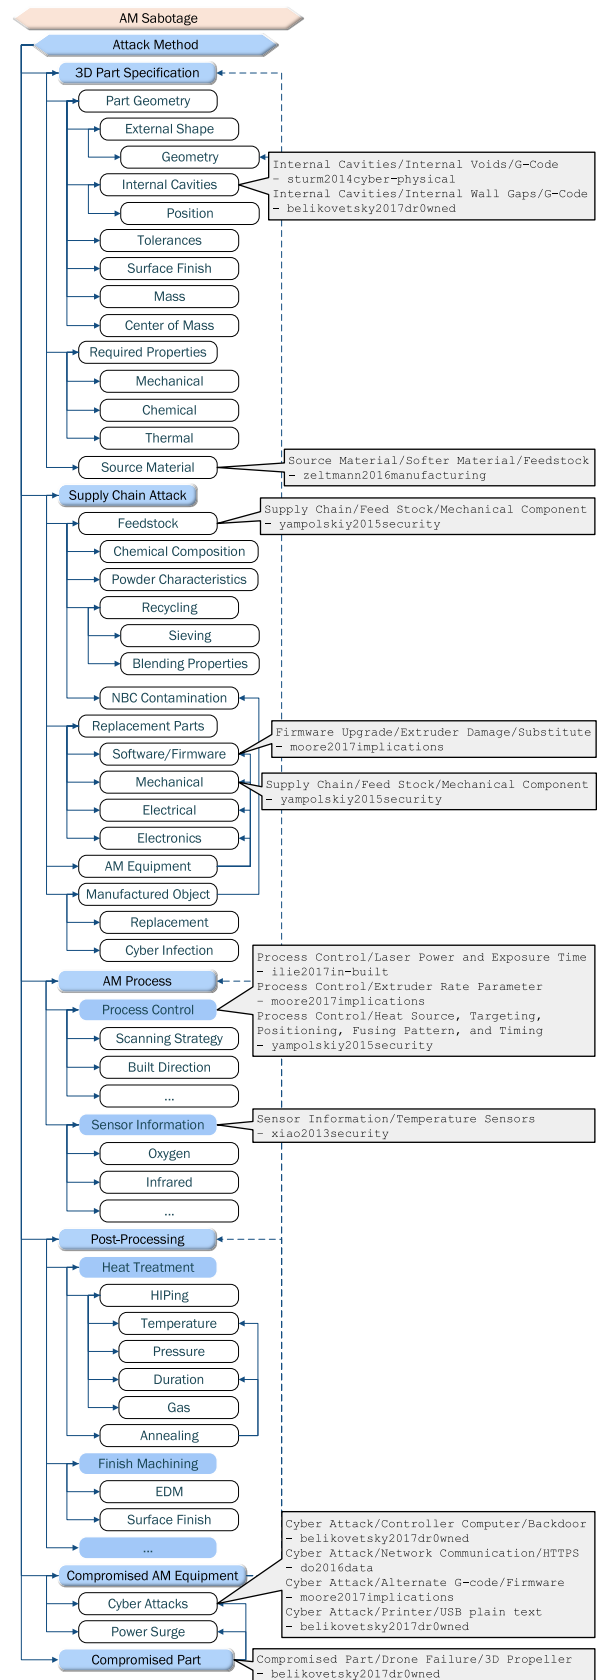 AM Sabotage
Attack Method
3D Part Specification
Part Geometry
External Shape
Geometry
Internal Cavities
Position
Tolerances
Surface Finish
Mass
Center of Mass
Required Properties
Mechanical
Chemical
Thermal
Source Material
Supply Chain Attack
Feedstock
Chemical Composition
Powder Characteristics
Recycling
Sieving
Blending Properties
NBC Contamination
Replacement Parts
Software/Firmware
Mechanical
Electrical
Electronics
AM Equipment
Manufactured Object
Replacement
Cyber Infection
AM Process
Process Control
Scanning Strategy
Built Direction
...
Sensor Information
Oxygen
Infrared
...
Post-Processing
Heat Treatment
HIPing
Temperature
Pressure
Duration
Gas
Annealing
Finish Machining
EDM
Surface Finish
...
Compromised AM Equipment
Cyber Attacks
Power Surge
Compromised Part
Internal Cavities/Internal Voids/G-Code
- sturm2014cyber-physical
Internal Cavities/Internal Wall Gaps/G-Code
- belikovetsky2017dr0wned
Source Material/Softer Material/Feedstock
- zeltmann2016manufacturing
Supply Chain/Feed Stock/Mechanical Component
- yampolskiy2015security
Firmware Upgrade/Extruder Damage/Substitute
- moore2017implications
Supply Chain/Feed Stock/Mechanical Component
- yampolskiy2015security
Process Control/Laser Power and Exposure Time
- ilie2017in-built
Process Control/Extruder Rate Parameter
- moore2017implications
Process Control/Heat Source, Targeting,
Positioning, Fusing Pattern, and Timing
- yampolskiy2015security
Sensor Information/Temperature Sensors
- xiao2013security
Cyber Attack/Controller Computer/Backdoor
- belikovetsky2017dr0wned
Cyber Attack/Network Communication/HTTPS
- do2016data
Cyber Attack/Alternate G-code/Firmware
- moore2017implications
Cyber Attack/Printer/USB plain text
- belikovetsky2017dr0wned
Compromised Part/Drone Failure/3D Propeller
- belikovetsky2017dr0wned